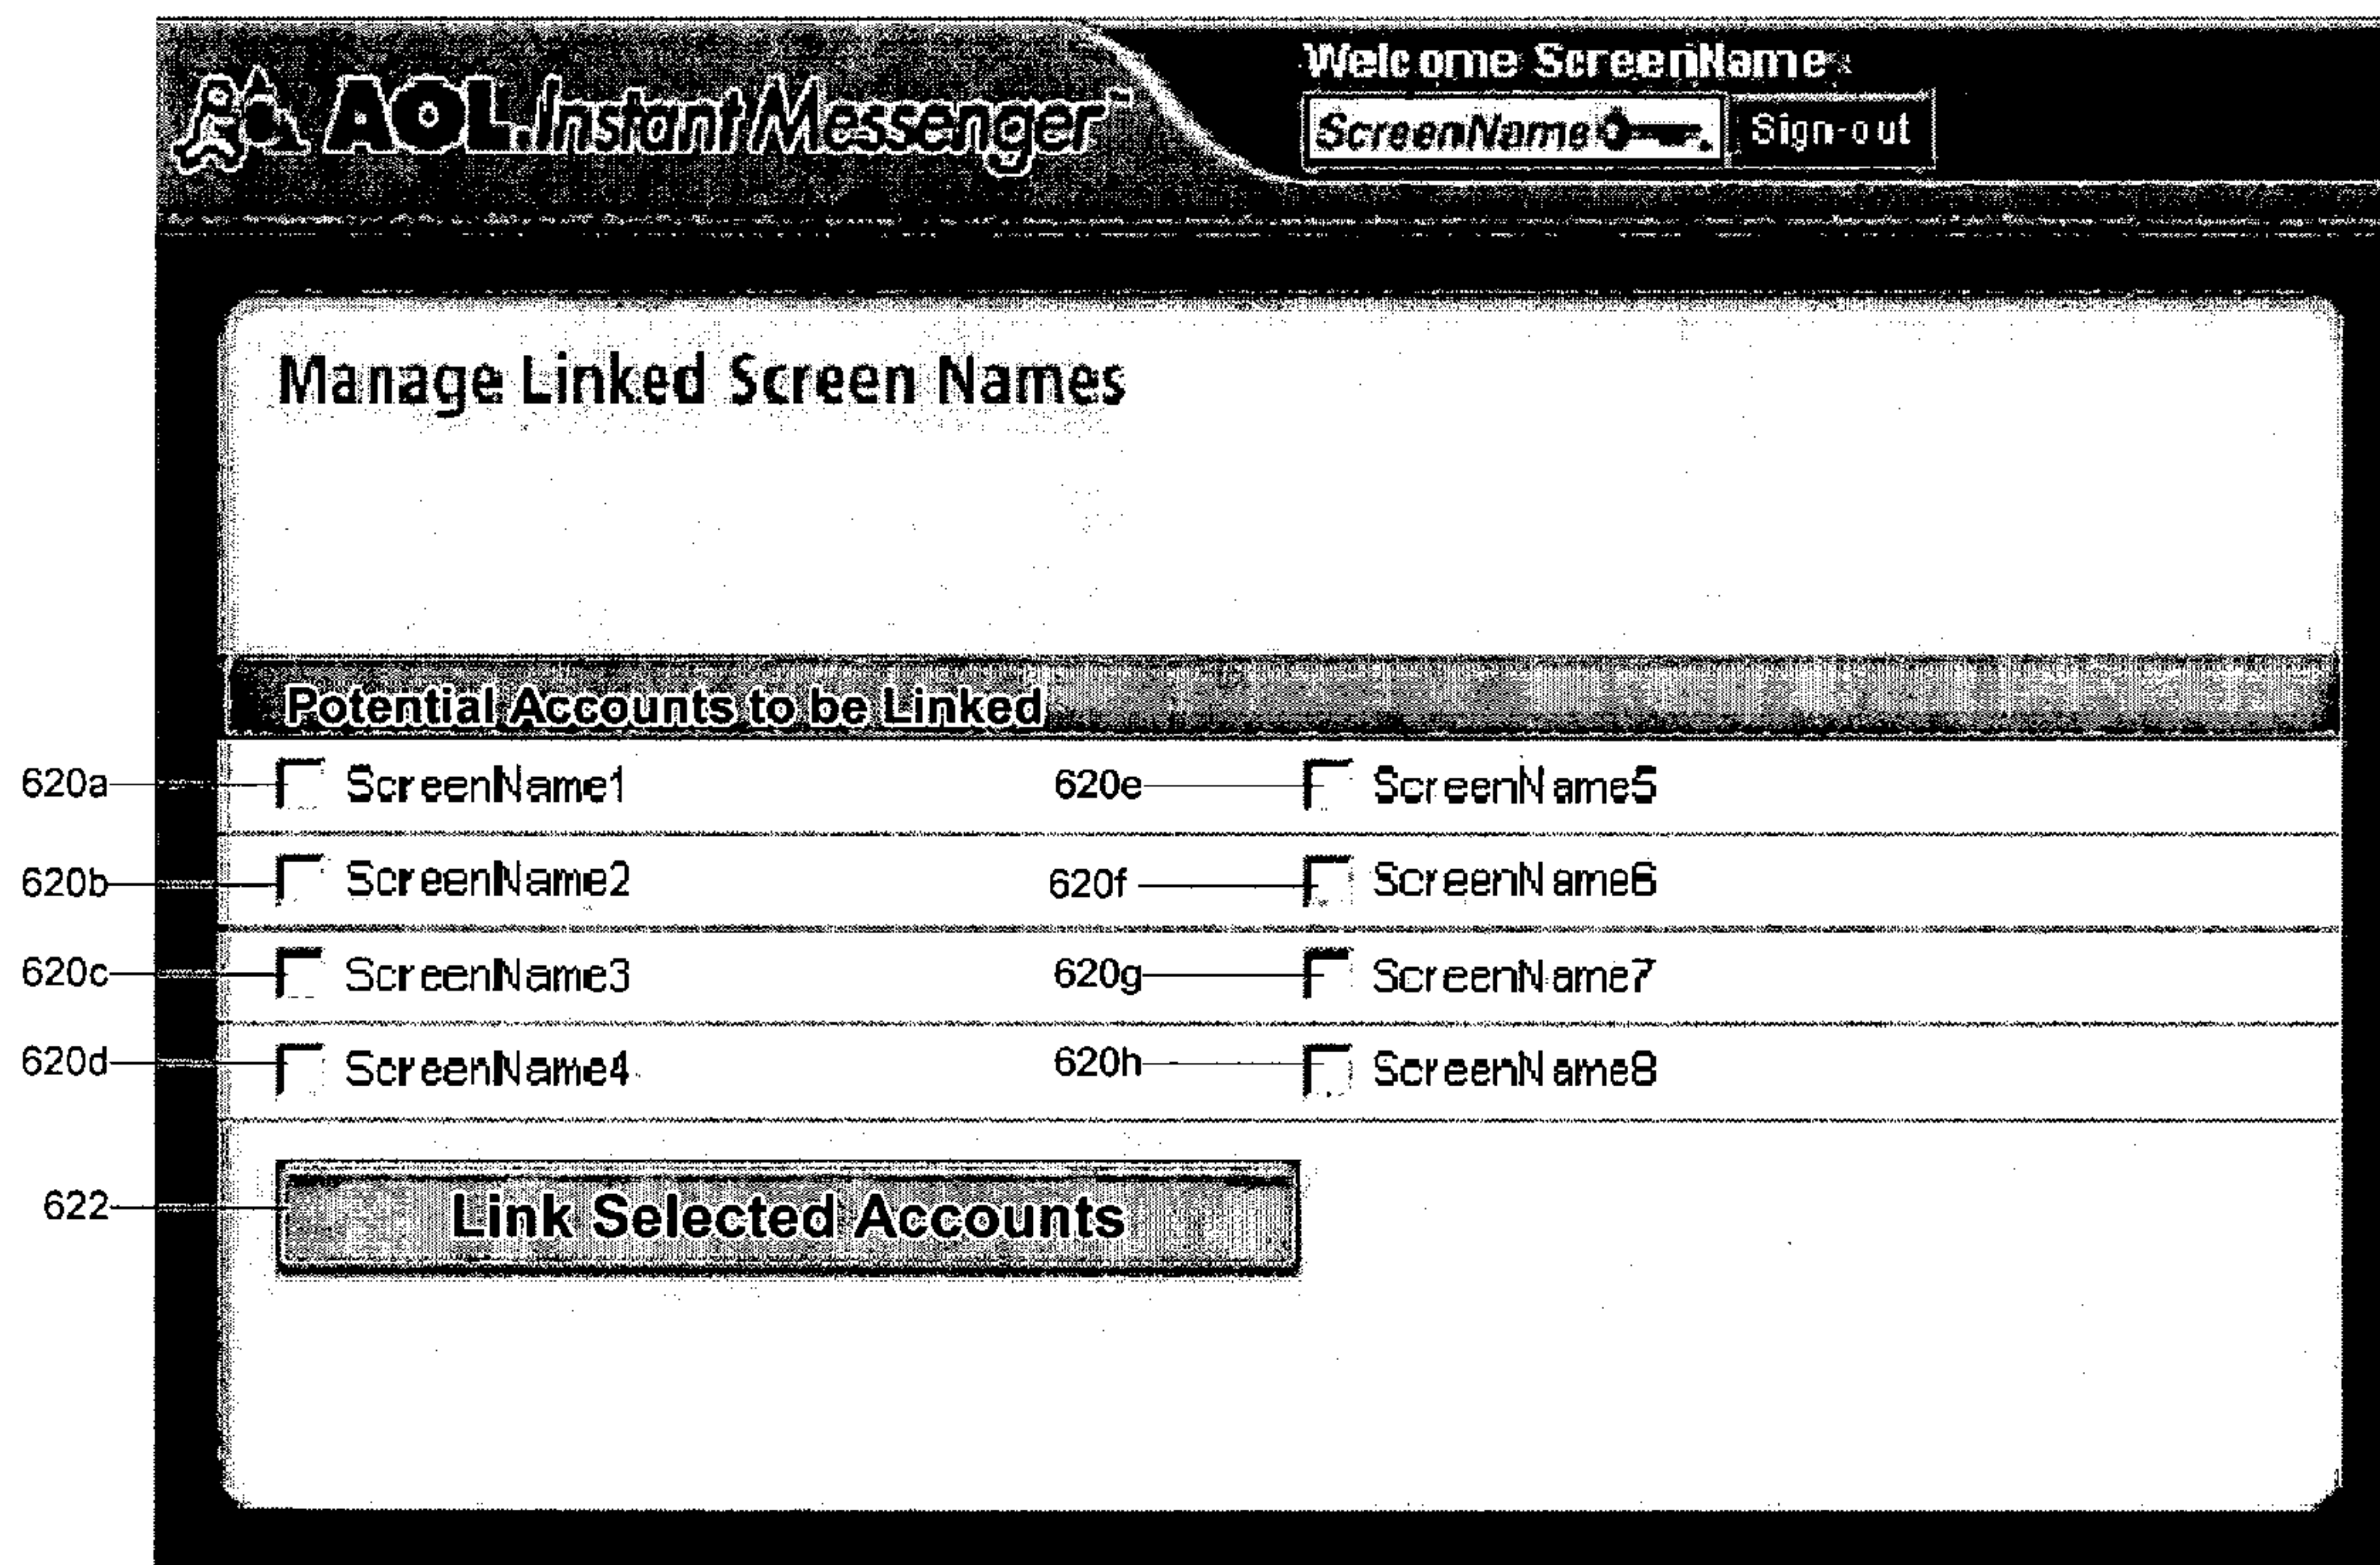 AOL Instant Messenger™
Welcome ScreenName
ScreenName Sign-out
Manage Linked Screen Names
Potential Accounts to be Linked
620a ScreenName1 620e ScreenName5
620b ScreenName2 620f ScreenName6
620c ScreenName3 620g ScreenName7
620d ScreenName4 620h ScreenName8
622 Link Selected Accounts